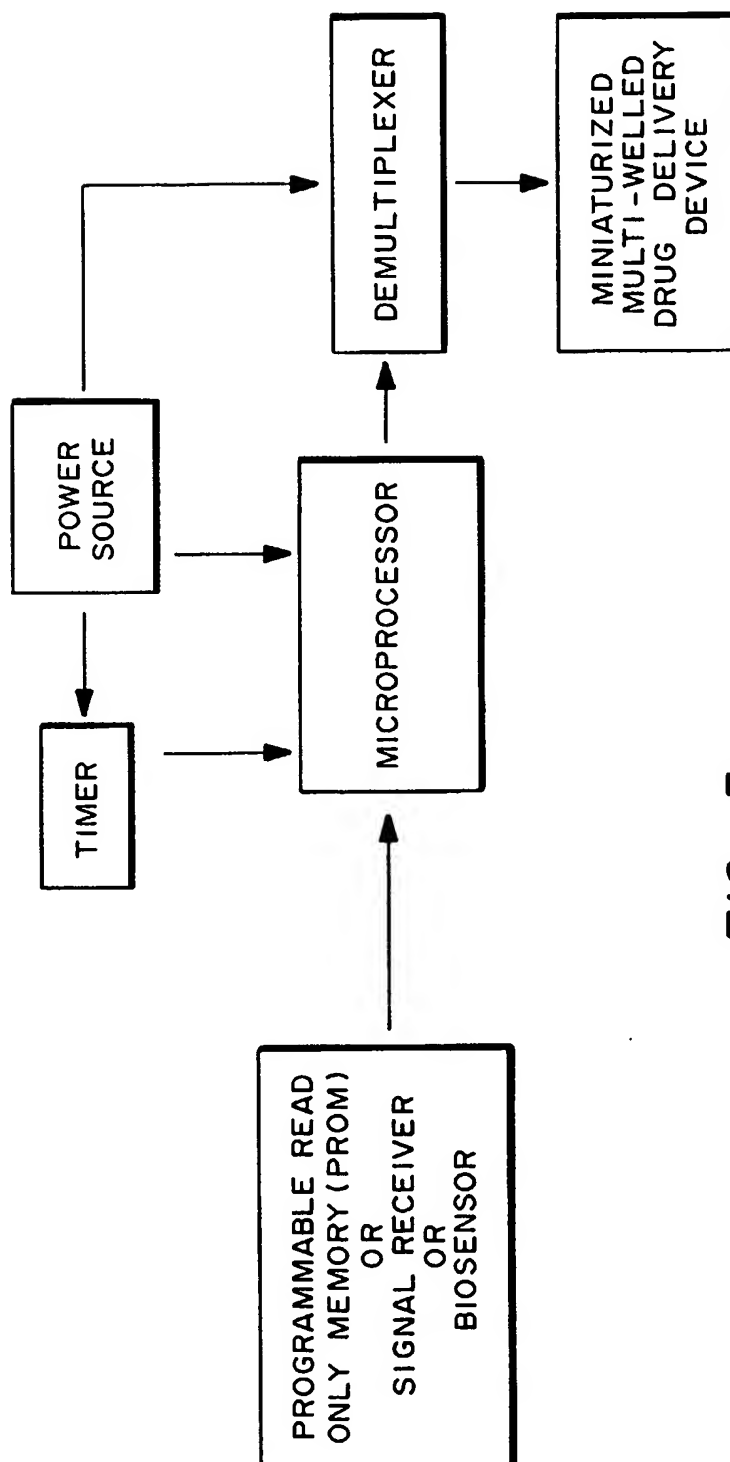 TIMER
POWER
SOURCE
PROGRAMMABLE READ
ONLY MEMORY (PROM)
OR
SIGNAL RECEIVER
OR
BIOSENSOR
MICROPROCESSOR
DEMULTIPLEXER
MINIATURIZED
MULTI-WELLED
DRUG DELIVERY
DEVICE
FIG.